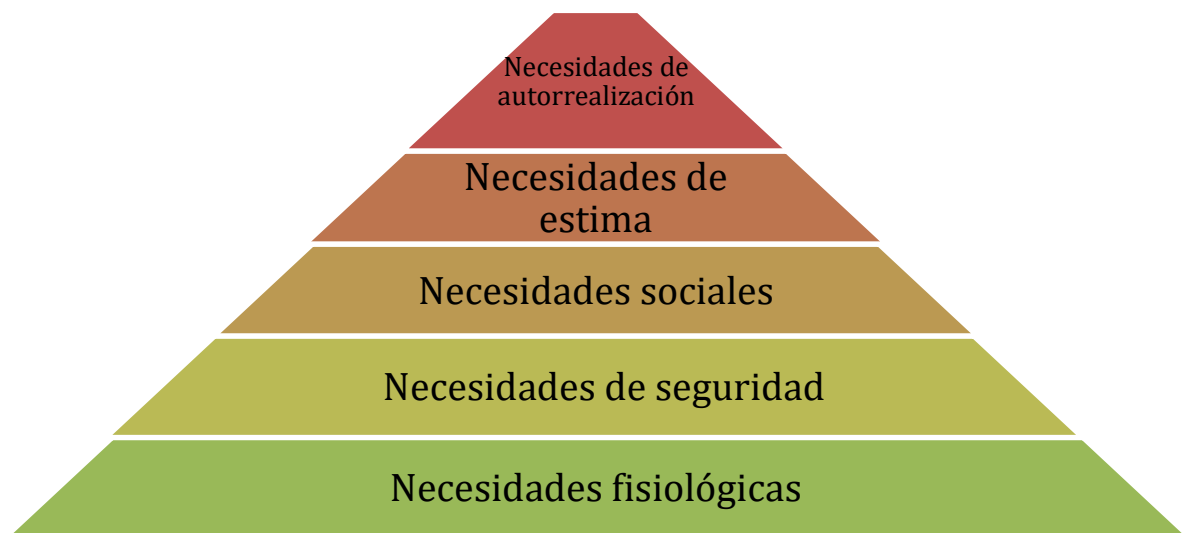 Necesidades de
autorrealización
Necesidades de
estima
Necesidades sociales
Necesidades de seguridad
Necesidades fisiológicas